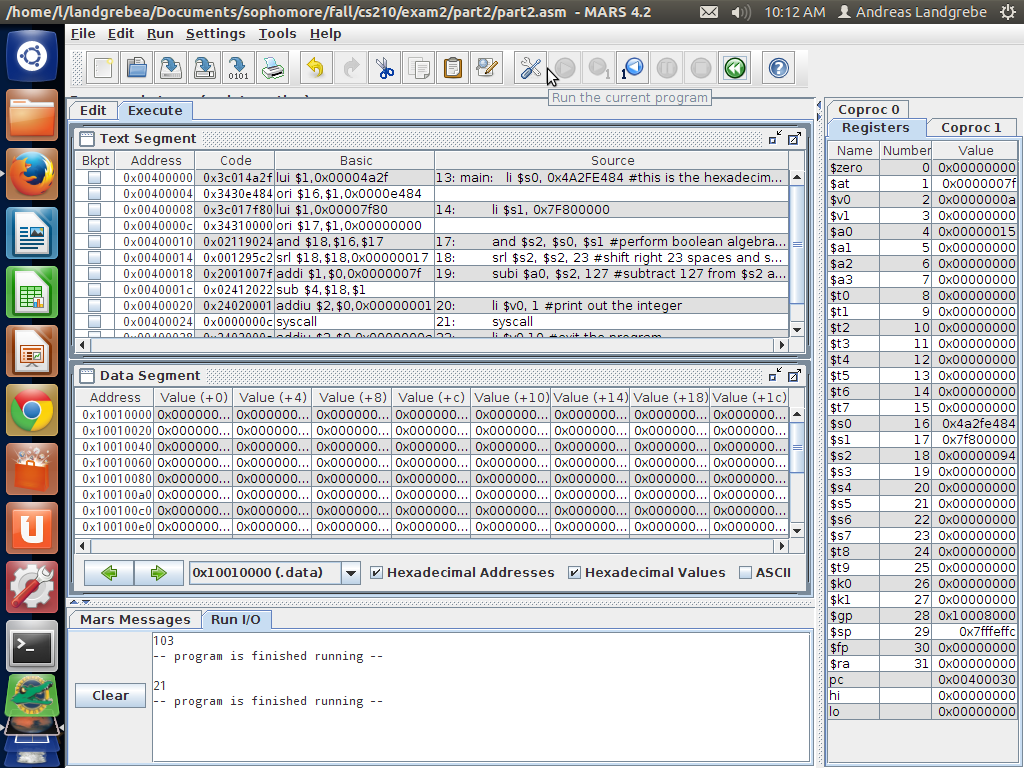 /home/l/landgrebea/Documents/sophomore/fall/cs210/exam2/part2/part2.asm - MARS 4.2
10:12 AM Andreas Landgrebe
File Edit Run Settings Tools Help
Run the current program
Edit Execute
Text Segment
Bkpt Address Code Basic Source
0x00400000 0x3c014a2f lui $1,0x00004a2f 13: main: li $s0, 0x4A2FE484 #this is the hexadecim...
0x00400004 0x3430e484 ori $16,$1,0x0000e484
0x00400008 0x3c017f80 lui $1,0x00007f80 14: li $s1, 0x7F800000
0x0040000c 0x34310000 ori $17,$1,0x00000000
0x00400010 0x02119024 and $18,$16,$17 17: and $s2, $s0, $s1 #perform boolean algebra...
0x00400014 0x001295c2 srl $18,$18,0x00000017 18: srl $s2, $s2, 23 #shift right 23 spaces and s...
0x00400018 0x2001007f addi $1,$0,0x0000007f 19: subi $a0, $s2, 127 #subtract 127 from $s2 a...
0x0040001c 0x02412022 sub $4,$18,$1
0x00400020 0x24020001 addiu $2,$0,0x00000001 20: li $v0, 1 #print out the integer
0x00400024 0x0000000c syscall 21: syscall
Data Segment
Address Value (+0) Value (+4) Value (+8) Value (+c) Value (+10) Value (+14) Value (+18) Value (+1c)
0x10010000 0x000000... 0x000000... 0x000000... 0x000000... 0x000000... 0x000000... 0x000000... 0x000000...
0x10010020 0x000000... 0x000000... 0x000000... 0x000000... 0x000000... 0x000000... 0x000000... 0x000000...
0x10010040 0x000000... 0x000000... 0x000000... 0x000000... 0x000000... 0x000000... 0x000000... 0x000000...
0x10010060 0x000000... 0x000000... 0x000000... 0x000000... 0x000000... 0x000000... 0x000000... 0x000000...
0x10010080 0x000000... 0x000000... 0x000000... 0x000000... 0x000000... 0x000000... 0x000000... 0x000000...
0x100100a0 0x000000... 0x000000... 0x000000... 0x000000... 0x000000... 0x000000... 0x000000... 0x000000...
0x100100c0 0x000000... 0x000000... 0x000000... 0x000000... 0x000000... 0x000000... 0x000000... 0x000000...
0x100100e0 0x000000... 0x000000... 0x000000... 0x000000... 0x000000... 0x000000... 0x000000... 0x000000...
0x10010000 (.data) Hexadecimal Addresses Hexadecimal Values ASCII
Mars Messages Run I/O
Clear
103
-- program is finished running --
21
-- program is finished running --
Coproc 0
Registers Coproc 1
Name Number Value
$zero 0 0x00000000
$at 1 0x0000007f
$v0 2 0x0000000a
$v1 3 0x00000000
$a0 4 0x00000015
$a1 5 0x00000000
$a2 6 0x00000000
$a3 7 0x00000000
$t0 8 0x00000000
$t1 9 0x00000000
$t2 10 0x00000000
$t3 11 0x00000000
$t4 12 0x00000000
$t5 13 0x00000000
$t6 14 0x00000000
$t7 15 0x00000000
$s0 16 0x4a2fe484
$s1 17 0x7f800000
$s2 18 0x00000094
$s3 19 0x00000000
$s4 20 0x00000000
$s5 21 0x00000000
$s6 22 0x00000000
$s7 23 0x00000000
$t8 24 0x00000000
$t9 25 0x00000000
$k0 26 0x00000000
$k1 27 0x00000000
$gp 28 0x10008000
$sp 29 0x7fffeffc
$fp 30 0x00000000
$ra 31 0x00000000
pc 0x00400030
hi 0x00000000
lo 0x00000000